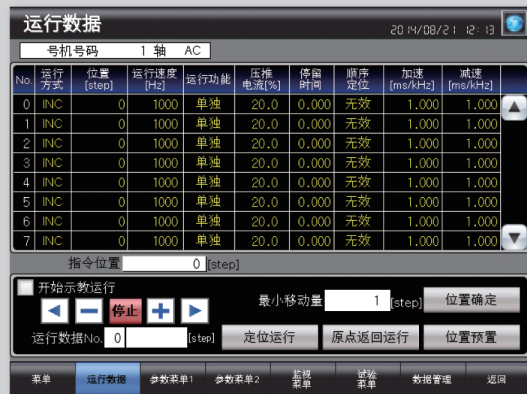 运行数据 2014/08/21 12:13
号机号码 1 轴 AC
No. 运行方式 位置[step] 运行速度[Hz] 运行功能 压推电流[%] 停留时间 顺序定位 加速[ms/kHz] 减速[ms/kHz]
0 INC 0 1000 单独 20.0 0.000 无效 1.000 1.000
1 INC 0 1000 单独 20.0 0.000 无效 1.000 1.000
2 INC 0 1000 单独 20.0 0.000 无效 1.000 1.000
3 INC 0 1000 单独 20.0 0.000 无效 1.000 1.000
4 INC 0 1000 单独 20.0 0.000 无效 1.000 1.000
5 INC 0 1000 单独 20.0 0.000 无效 1.000 1.000
6 INC 0 1000 单独 20.0 0.000 无效 1.000 1.000
7 INC 0 1000 单独 20.0 0.000 无效 1.000 1.000
指令位置 0 [step]
开始示教运行
停止 最小移动量 1 [step] 位置确定
运行数据No. 0 [step] 定位运行 原点返回运行 位置预置
菜单 运行数据 参数菜单1 参数菜单2 监视菜单 试验菜单 数据管理 返回